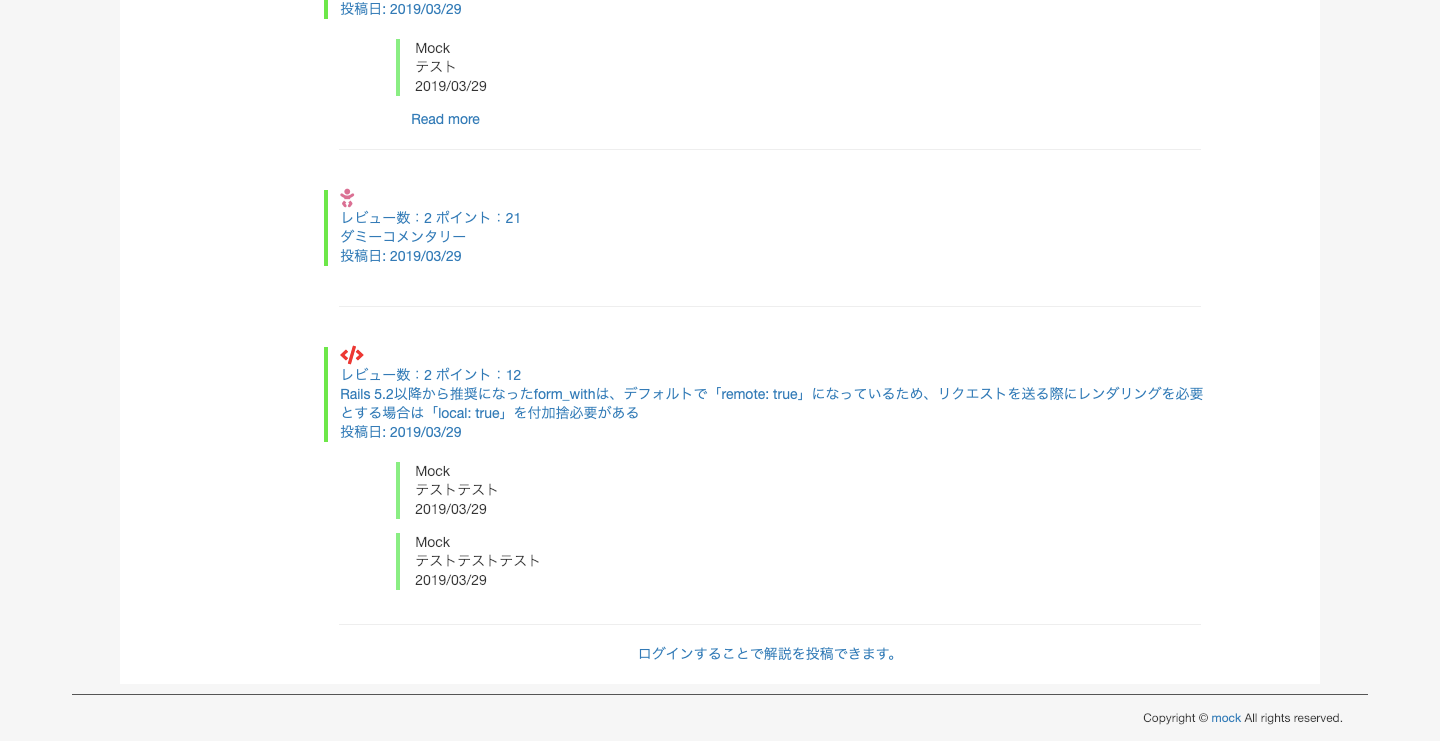 投稿日: 2019/03/29
Mock
テスト
2019/03/29
Read more
レビュー数：2 ポイント：21
ダミーコメンタリー
投稿日: 2019/03/29
レビュー数：2 ポイント：12
Rails 5.2以降から推奨になったform_withは、デフォルトで「remote: true」になっているため、リクエストを送る際にレンダリングを必要
とする場合は「local: true」を付加捨必要がある
投稿日: 2019/03/29
Mock
テストテスト
2019/03/29
Mock
テストテストテスト
2019/03/29
ログインすることで解説を投稿できます。
Copyright © mock All rights reserved.